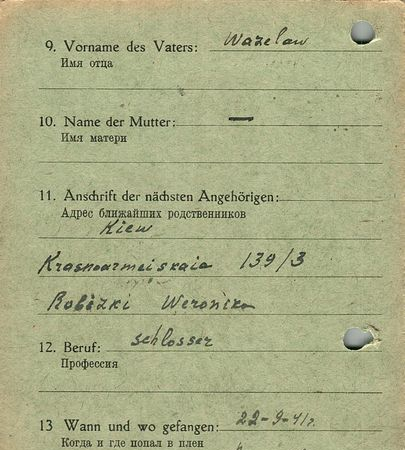 9. Vorname des Vaters: Wazelaw
Имя отца
10. Name der Mutter: —
Имя матери
11. Anschrift der nächsten Angehörigen:
Адрес ближайших родственников
Kiew
Krasnoarmeiskaia 139/3
Robizki Weronika
12. Beruf: schlosser
Профессия
13 Wann und wo gefangen: 22-9-41
Когда и где попал в плен